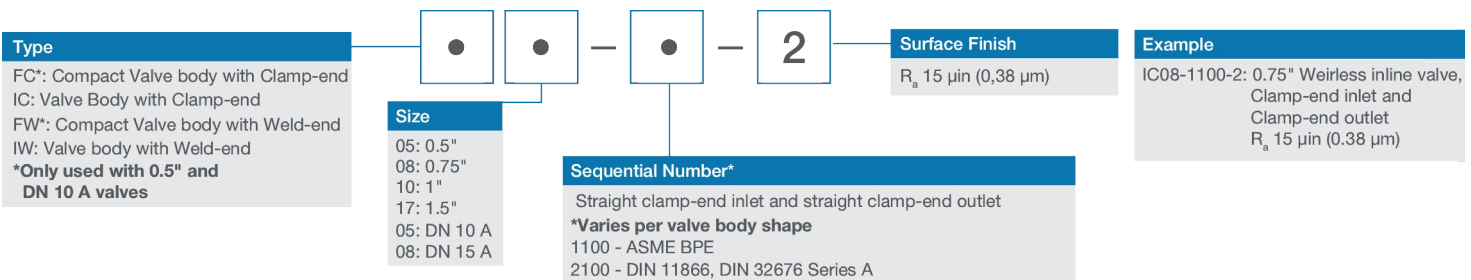 Type
FC*: Compact Valve body with Clamp-end
IC: Valve Body with Clamp-end
FW*: Compact Valve body with Weld-end
IW: Valve body with Weld-end
*Only used with 0.5" and
DN 10 A valves
• • – • – 2
Size
05: 0.5"
08: 0.75"
10: 1"
17: 1.5"
05: DN 10 A
08: DN 15 A
Sequential Number*
Straight clamp-end inlet and straight clamp-end outlet
*Varies per valve body shape
1100 - ASME BPE
2100 - DIN 11866, DIN 32676 Series A
Surface Finish
Ra 15 µin (0,38 µm)
Example
IC08-1100-2: 0.75" Weirless inline valve,
Clamp-end inlet and
Clamp-end outlet
Ra 15 µin (0.38 µm)